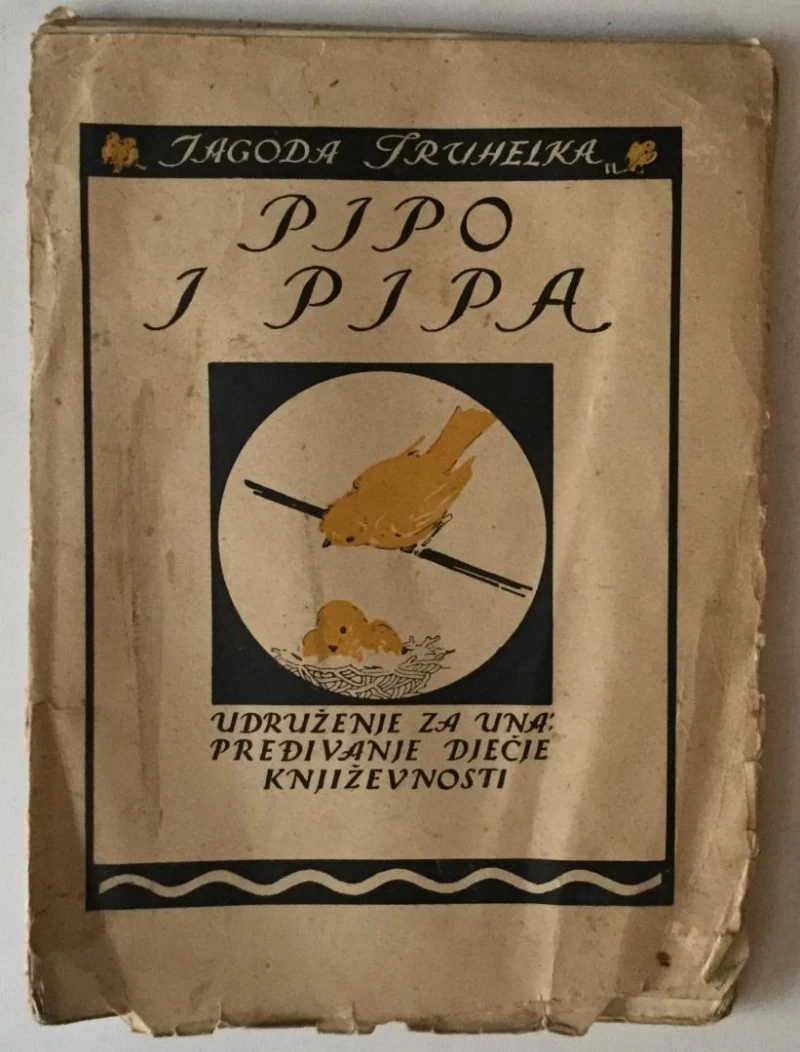 JAGODA TRUHELKA
PIPO
I PIPA
UDRUŽENJE ZA UNA:
PREĐIVANJE DJEČJE
KNJIŽEVNOSTI